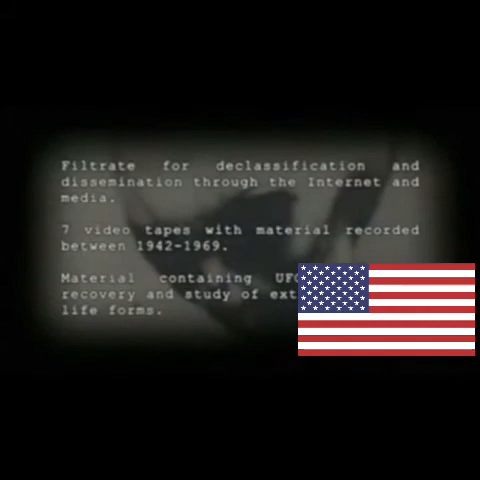 Filtrate for declassification and
dissemination through the Internet and
media.
7 video tapes with material recorded
between 1942-1969.
Material containing
recovery and study of
life forms.